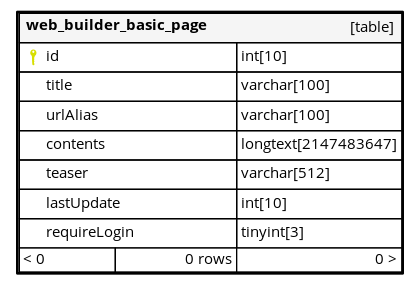 web_builder_basic_page [table]
id int[10]
title varchar[100]
urlAlias varchar[100]
contents longtext[2147483647]
teaser varchar[512]
lastUpdate int[10]
requireLogin tinyint[3]
< 0 0 rows 0 >